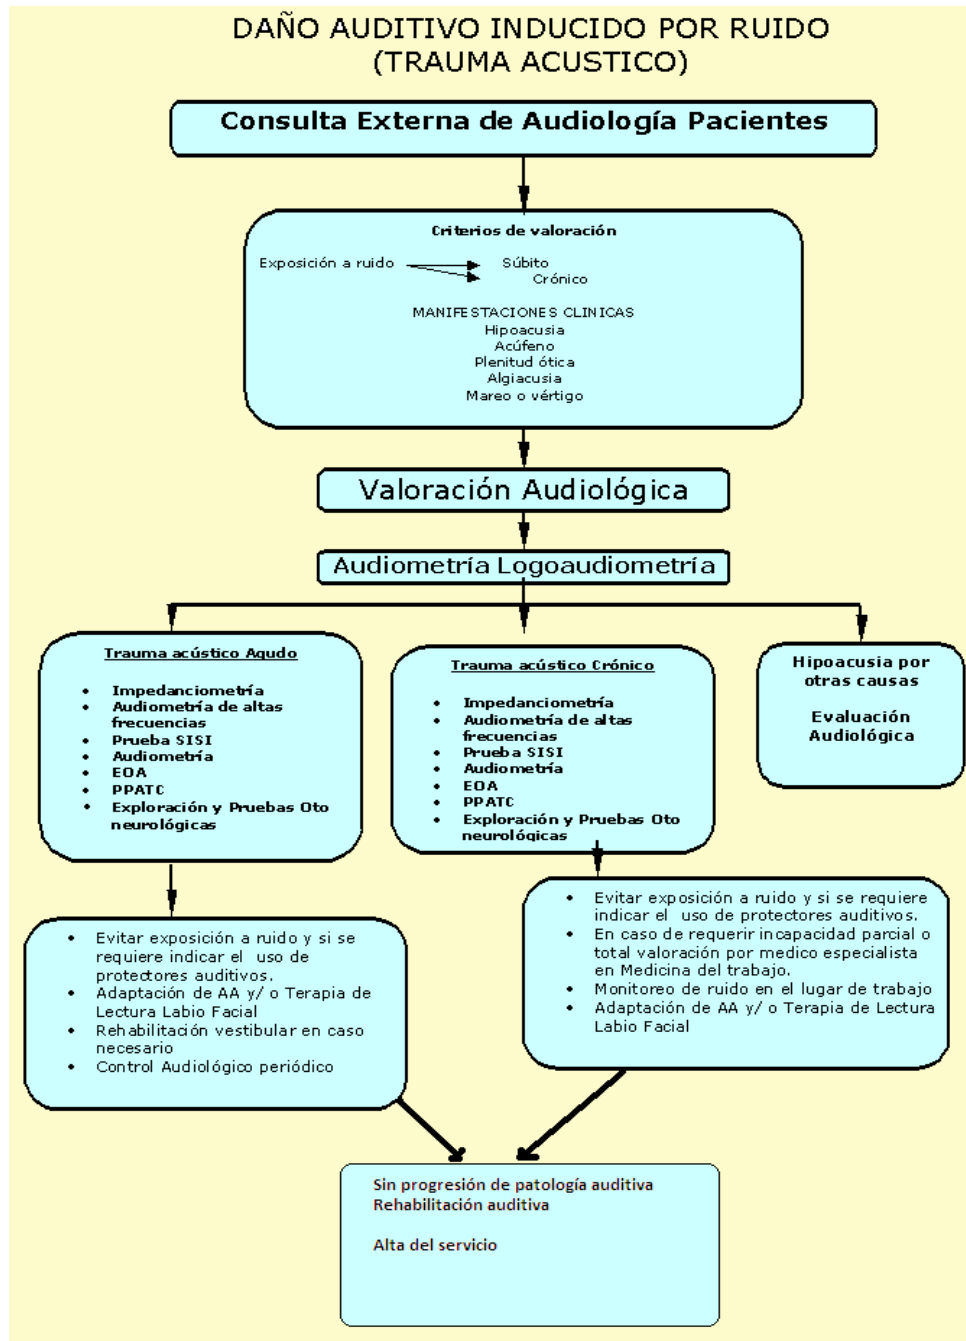 DAÑO AUDITIVO INDUCIDO POR RUIDO
(TRAUMA ACUSTICO)
Consulta Externa de Audiología Pacientes
Criterios de valoración
Exposición a ruido
Súbito
Crónico
MANIFESTACIONES CLINICAS
Hipoacusia
Acúfeno
Plenitud ótica
Algiacusia
Mareo o vértigo
Valoración Audiológica
Audiometría Logoaudiometría
Trauma acústico Agudo
• Impedanciometría
• Audiometría de altas
frecuencias
• Prueba SISI
• Audiometría
• EOA
• PPATC
• Exploración y Pruebas Oto
neurológicas
Trauma acústico Crónico
• Impedanciometría
• Audiometría de altas
frecuencias
• Prueba SISI
• Audiometría
• EOA
• PPATC
• Exploración y Pruebas Oto
neurológicas
Hipoacusia por
otras causas
Evaluación
Audiológica
• Evitar exposición a ruido y si se
requiere indicar el uso de
protectores auditivos.
• Adaptación de AA y/ o Terapia de
Lectura Labio Facial
• Rehabilitación vestibular en caso
necesario
• Control Audiológico periódico
• Evitar exposición a ruido y si se requiere
indicar el uso de protectores auditivos.
• En caso de requerir incapacidad parcial o
total valoración por medico especialista
en Medicina del trabajo.
• Monitoreo de ruido en el lugar de trabajo
• Adaptación de AA y/ o Terapia de Lectura
Labio Facial
Sin progresión de patología auditiva
Rehabilitación auditiva
Alta del servicio